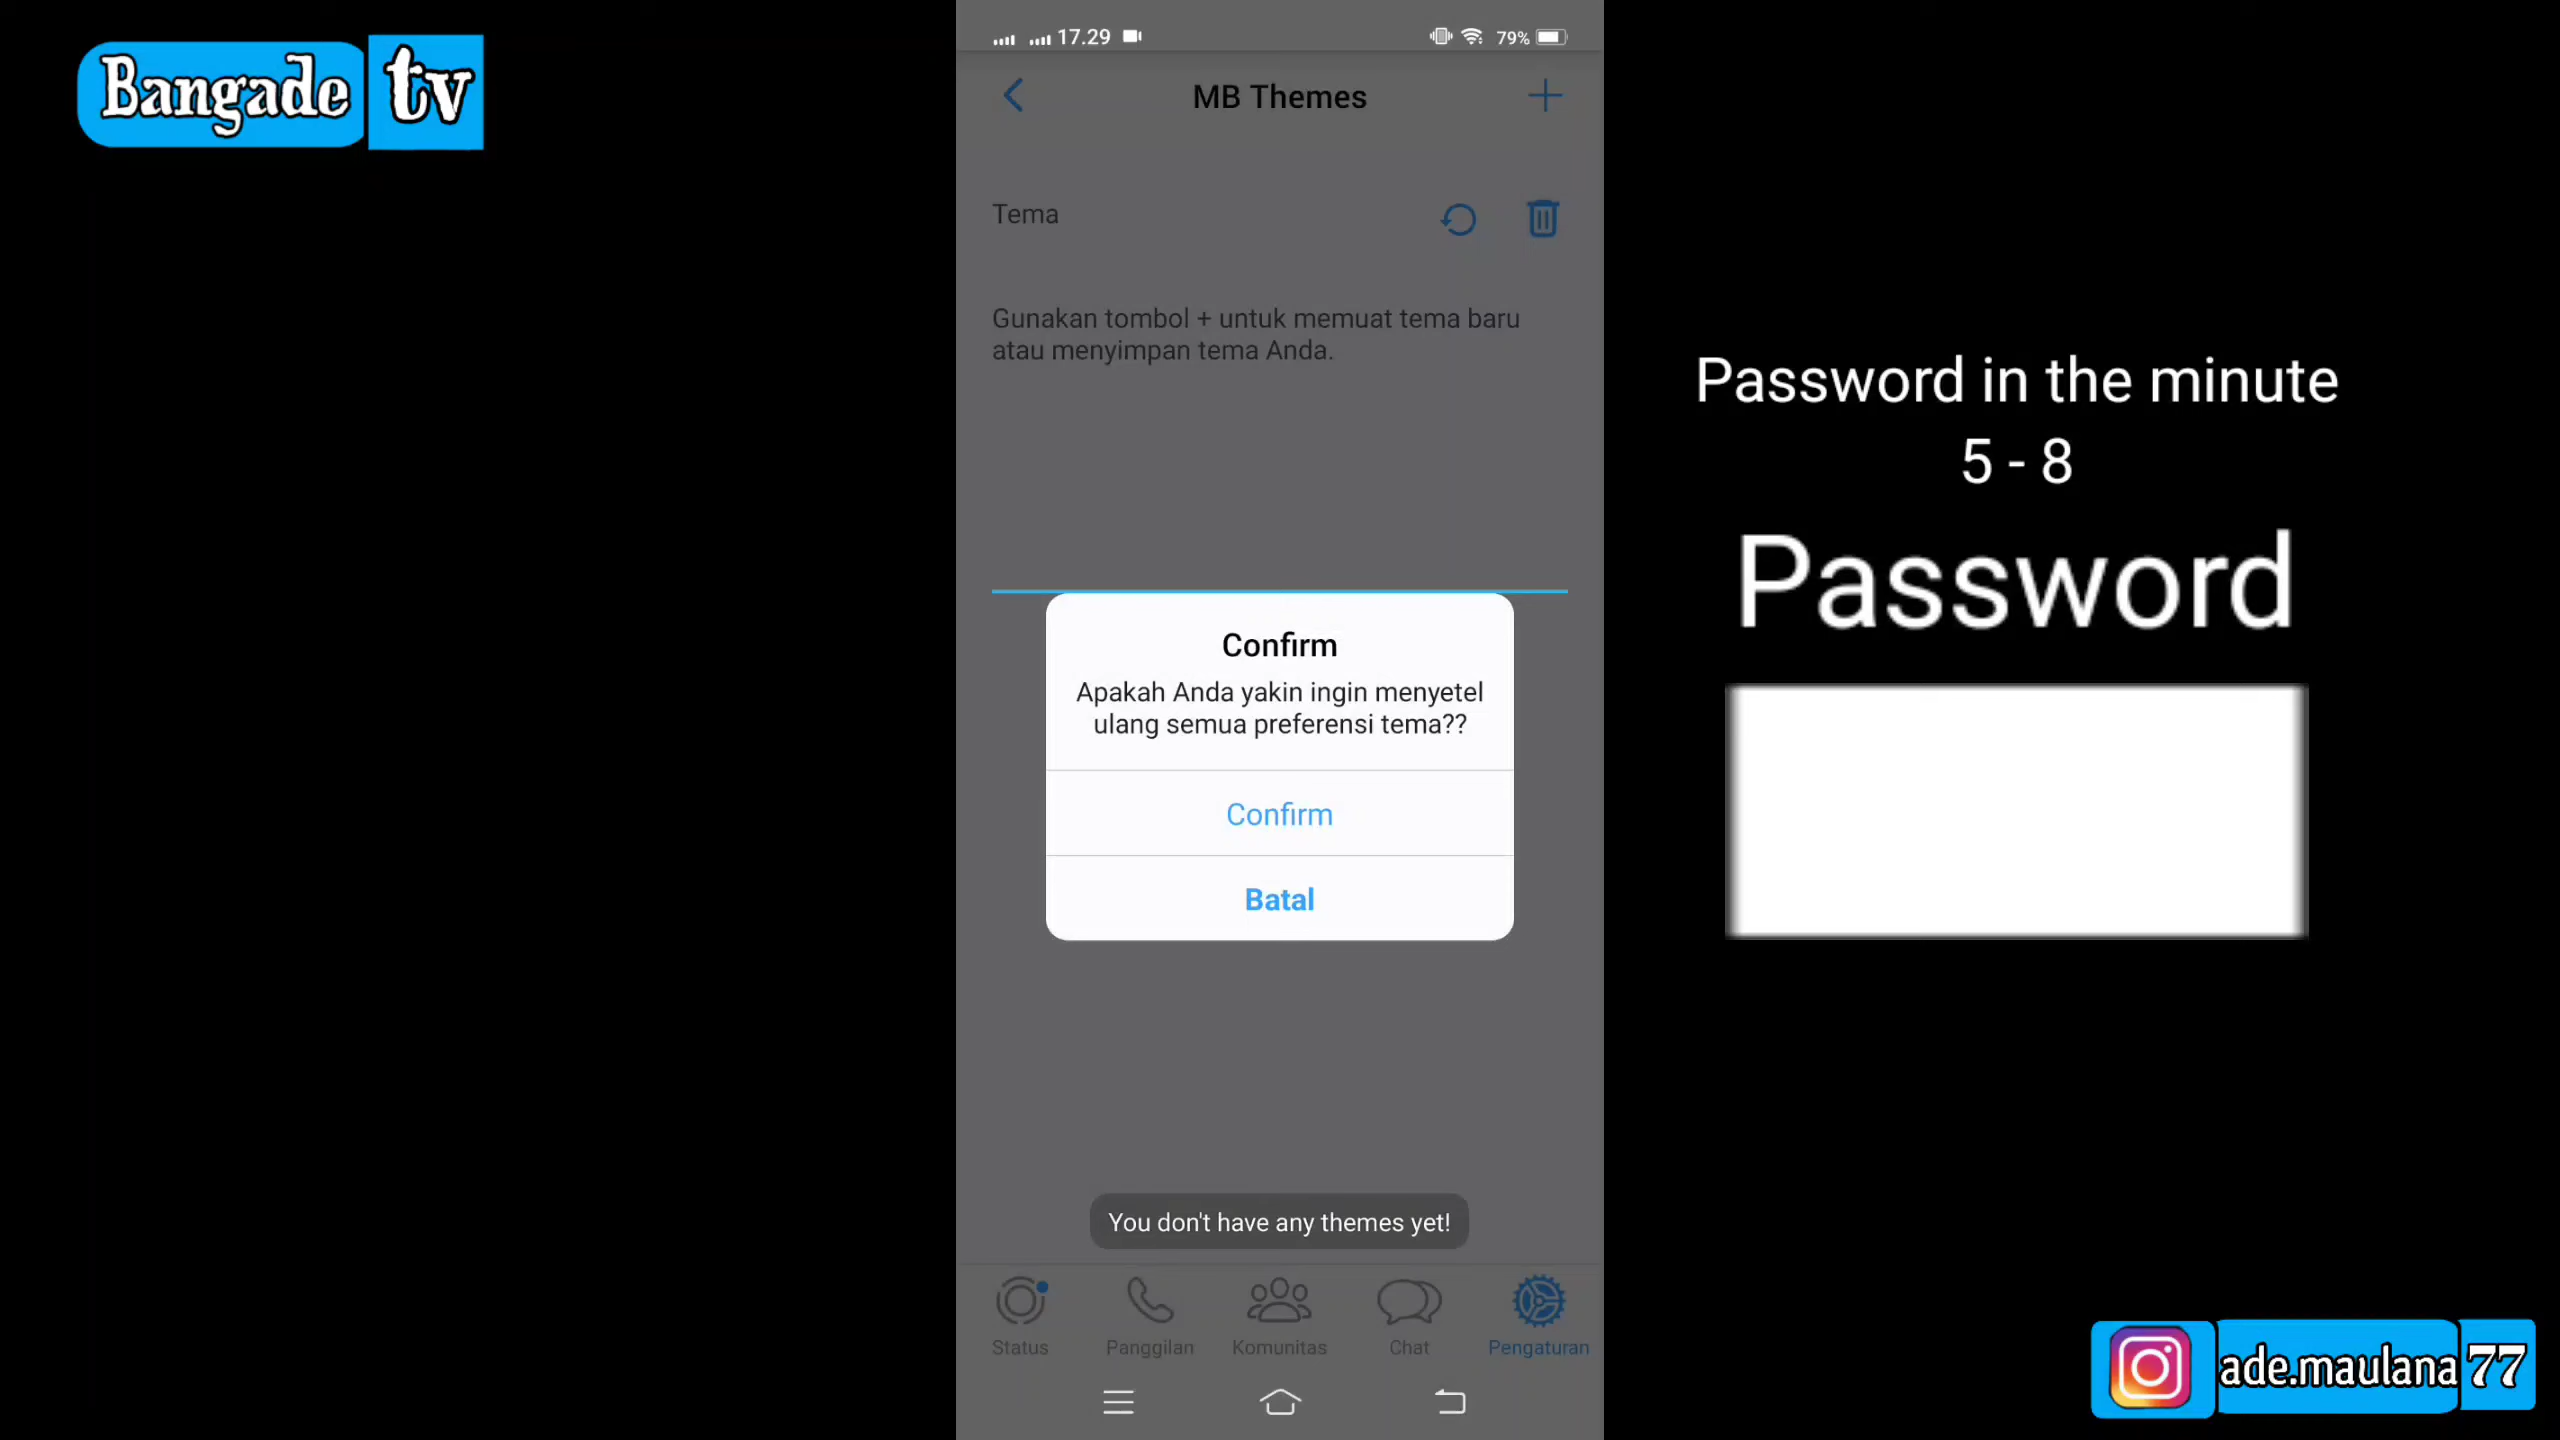 Bangade tv
17.29
79%
MB Themes
Tema
Gunakan tombol + untuk memuat tema baru
atau menyimpan tema Anda.
Confirm
Apakah Anda yakin ingin menyetel
ulang semua preferensi tema??
Confirm
Batal
You don't have any themes yet!
Status Panggilan Komunitas Chat Pengaturan
Password in the minute
5 - 8
Password
ade.maulana 77